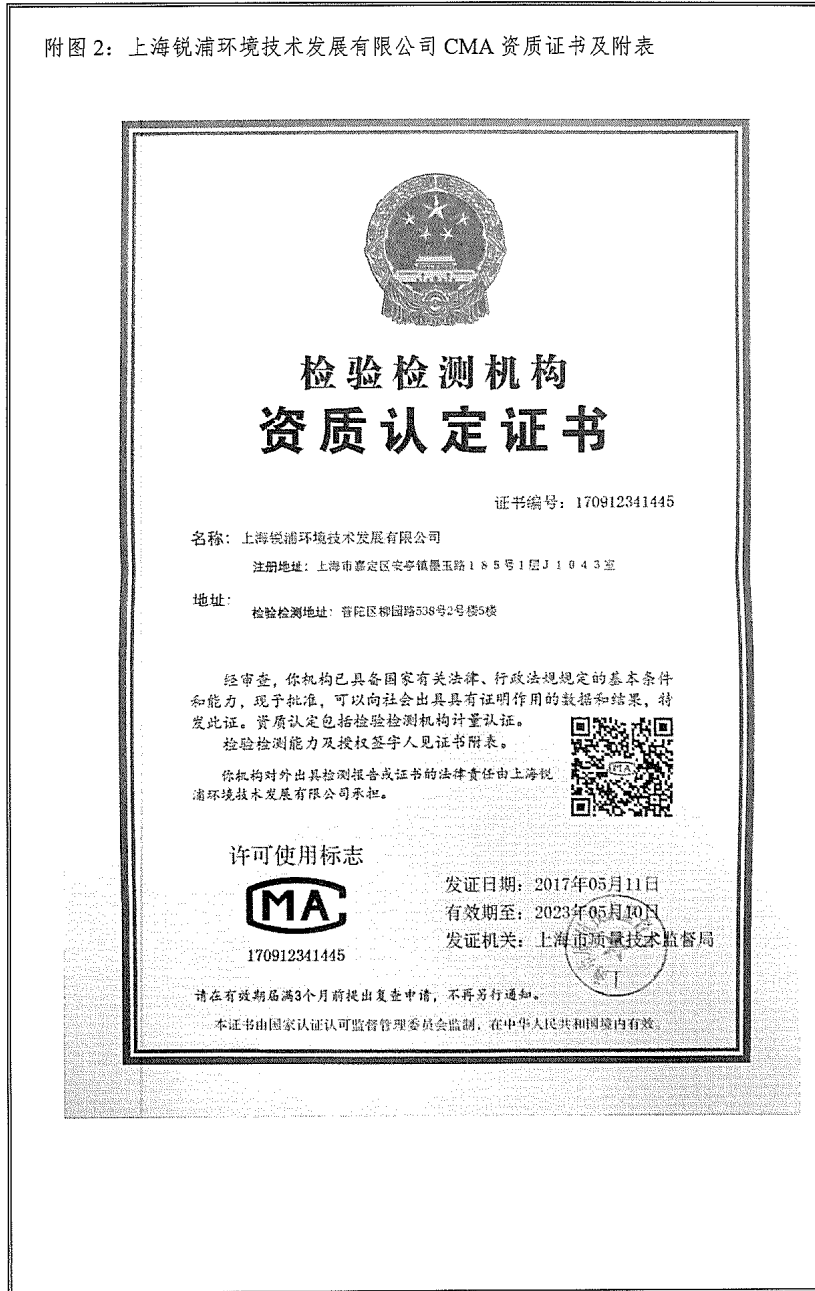 附图 2：上海锐浦环境技术发展有限公司 CMA 资质证书及附表
检验检测机构
资质认定证书
证书编号：170912341445
名称：上海锐浦环境技术发展有限公司
注册地址：上海市嘉定区安亭镇墨玉路185号1层J1043室
地址：
检验检测地址：普陀区柳园路538号2号楼5楼
经审查，你机构已具备国家有关法律、行政法规规定的基本条件
和能力，现予批准，可以向社会出具具有证明作用的数据和结果，特
发此证。资质认定包括检验检测机构计量认证。
检验检测能力及授权签字人见证书附表。
你机构对外出具检测报告或证书的法律责任由上海锐
浦环境技术发展有限公司承担。
许可使用标志
MA
170912341445
发证日期：2017年05月11日
有效期至：2023年05月10日
发证机关：上海市质量技术监督局
请在有效期届满3个月前提出复查申请，不再另行通知。
本证书由国家认证认可监督管理委员会监制，在中华人民共和国境内有效。